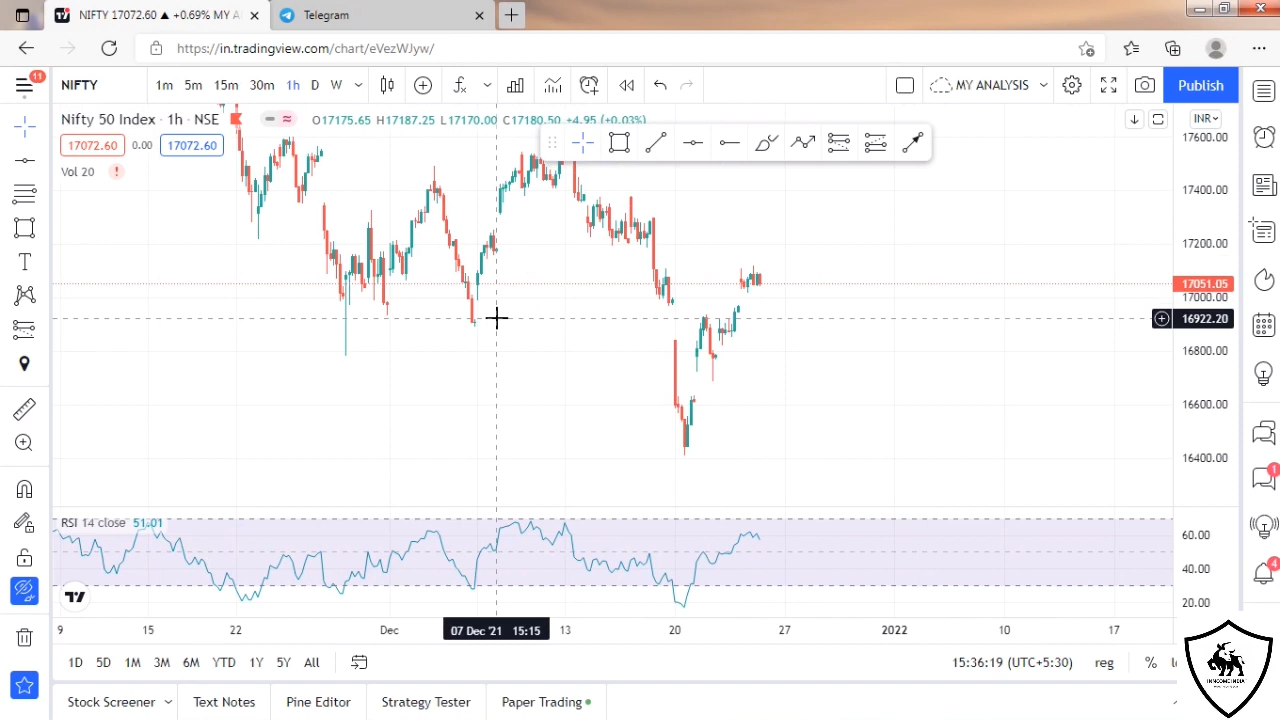 NIFTY 17072.60 ▲ +0.69% MY A
Telegram
https://in.tradingview.com/chart/eVezWJyw/
11
NIFTY
1m 5m 15m 30m 1h D W
MY ANALYSIS
Publish
Nifty 50 Index · 1h · NSE
O17175.65 H17187.25 L17170.00 C17180.50 +4.95 (+0.03%)
INR
17072.60 0.00 17072.60
Vol 20
17600.00
17400.00
17200.00
17051.05
17000.00
16922.20
16800.00
16600.00
16400.00
RSI 14 close 51.01
60.00
40.00
20.00
1
4
9 15 22 Dec 07 Dec '21 15:15 13 20 27 2022 10 17
1D 5D 1M 3M 6M YTD 1Y 5Y All
15:36:19 (UTC+5:30) reg %
Stock Screener Text Notes Pine Editor Strategy Tester Paper Trading
INNCOMEINDIA